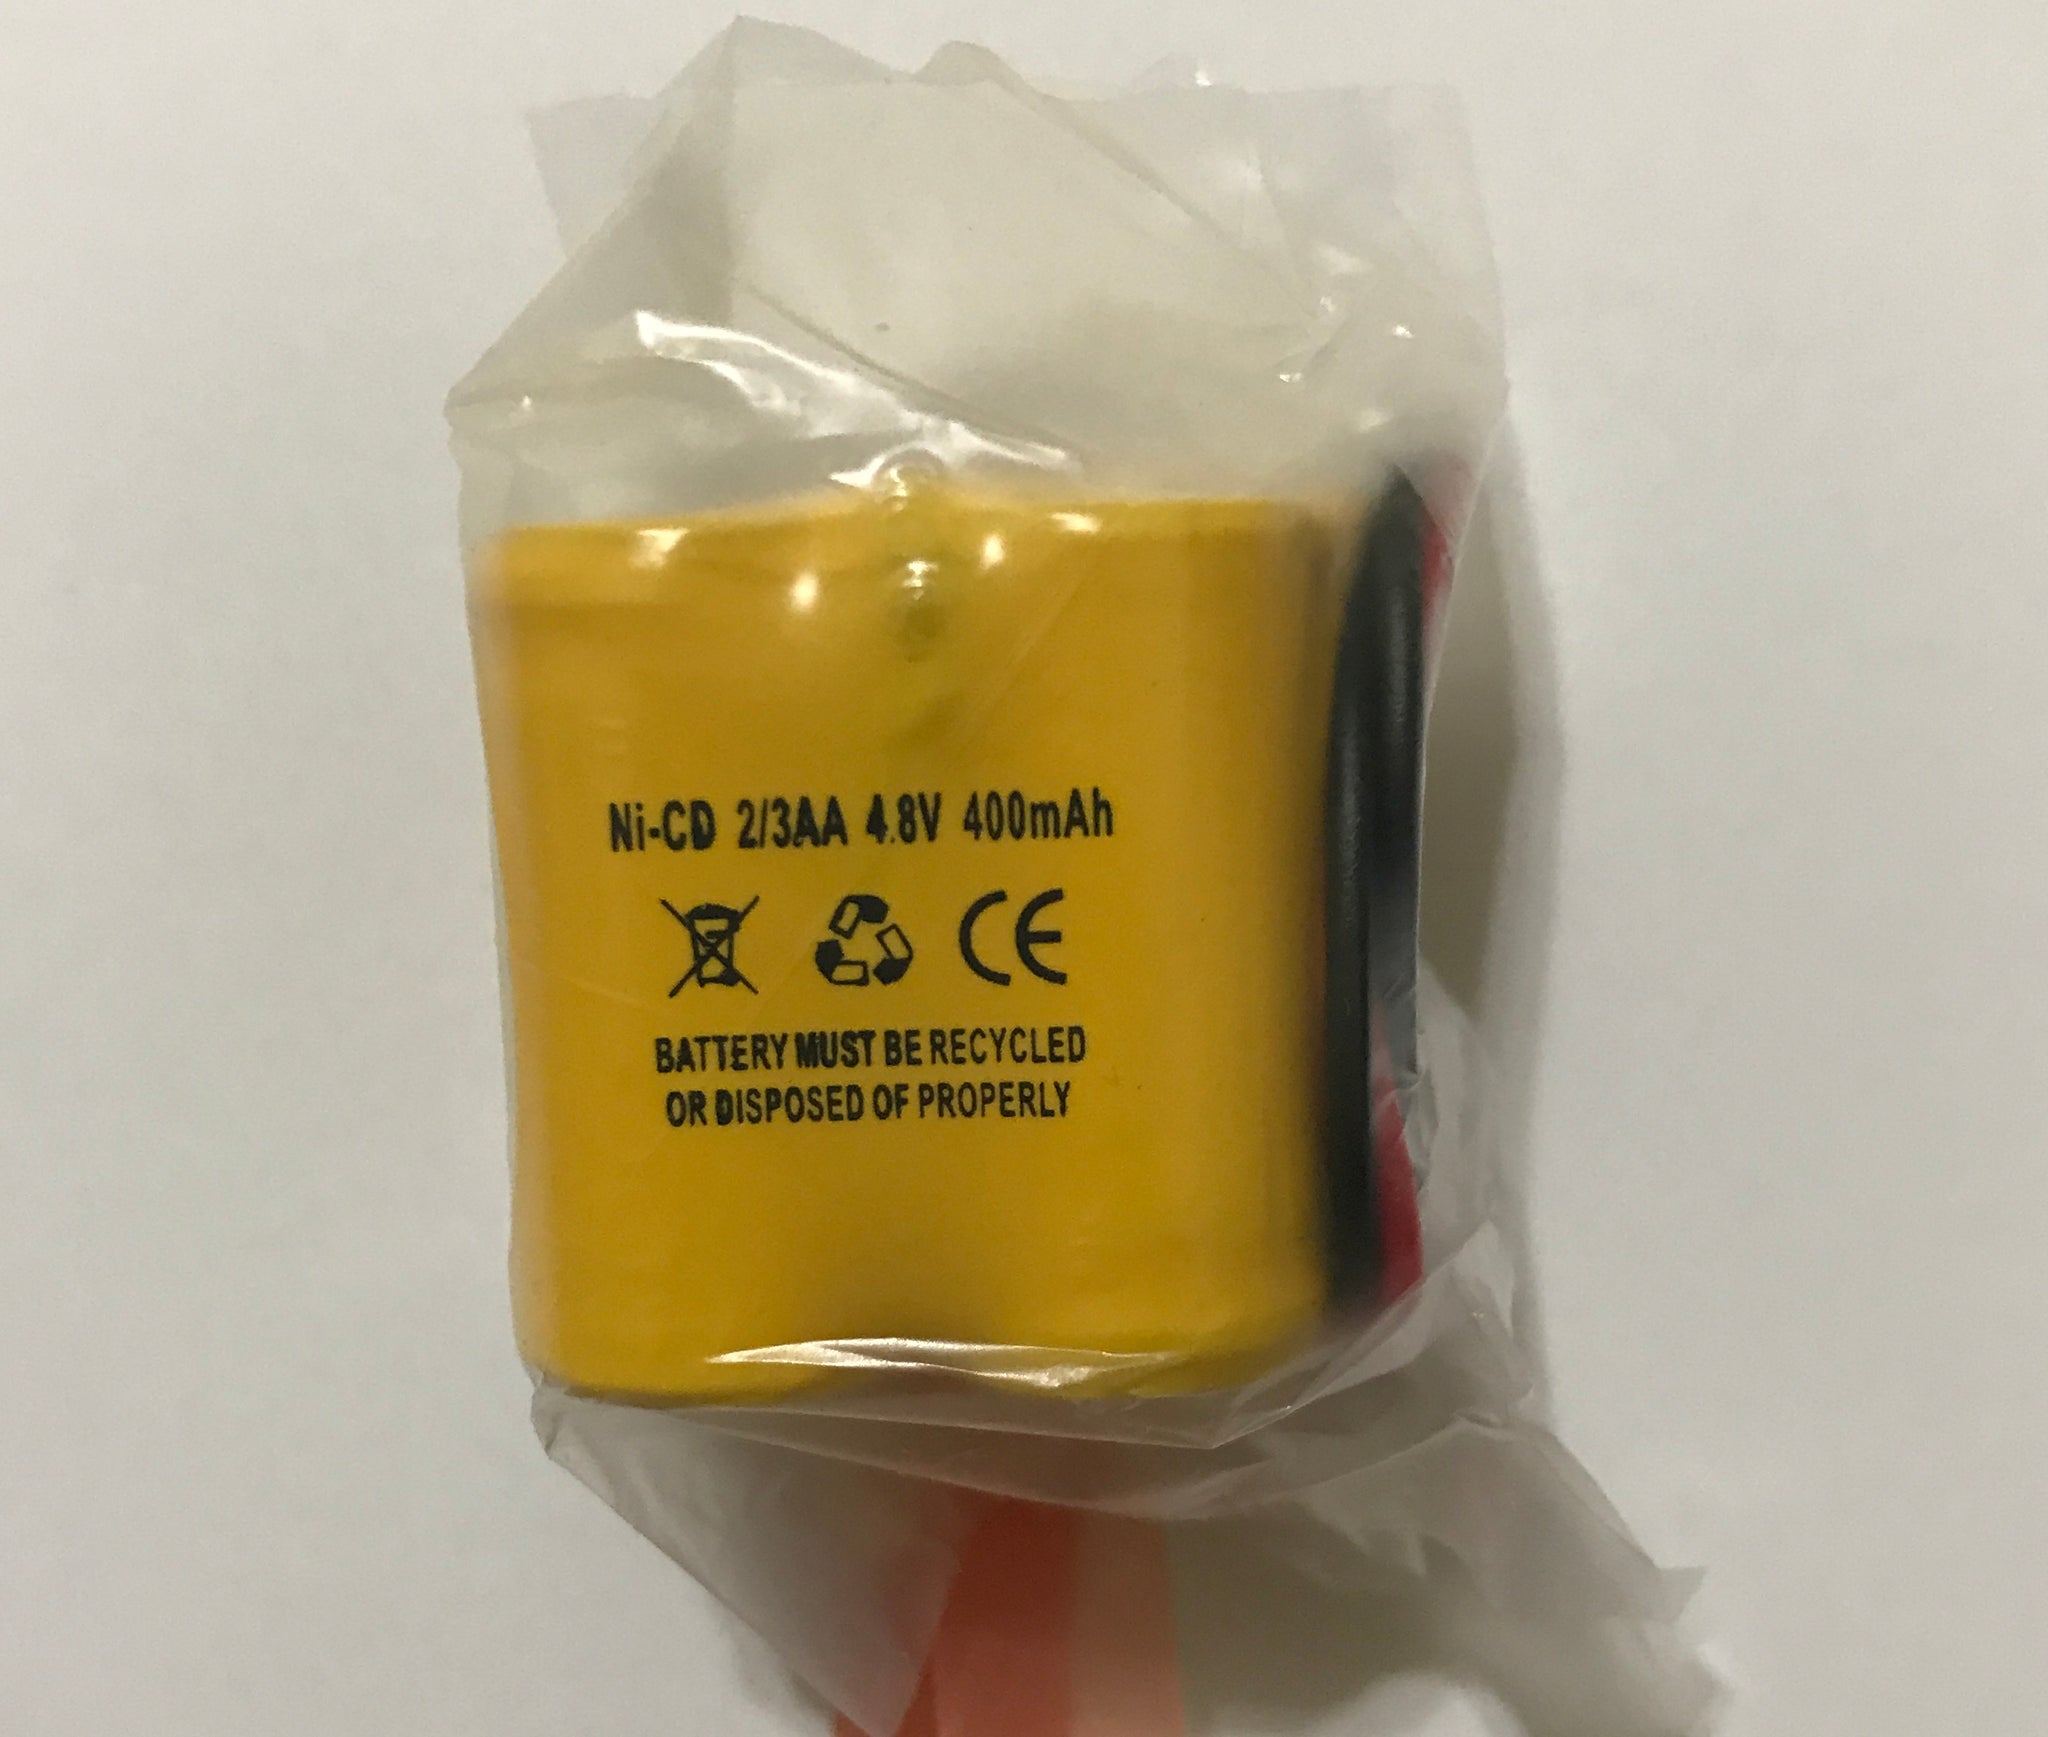 Ni-CD 2/3AA 4.8V 400mAh
CE
BATTERY MUST BE RECYCLED
OR DISPOSED OF PROPERLY